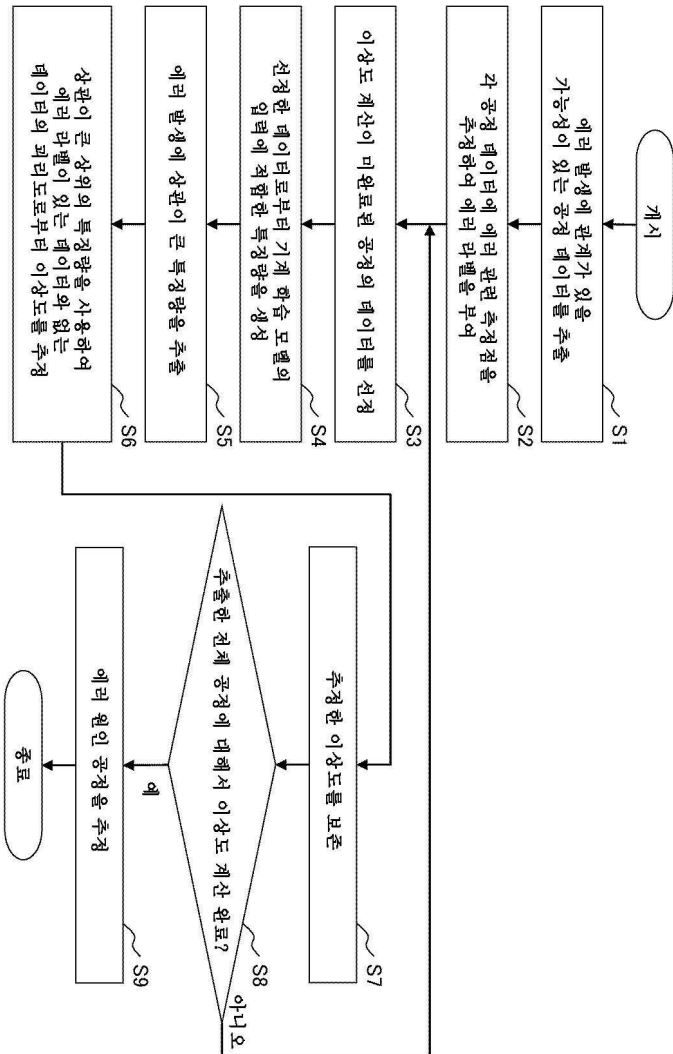 개시
에러 발생에 관계가 있을
가능성이 있는 공정 데이터를 추출
S1
각 공정 데이터에 에러 관련 측정점을
추정하여 에러 라벨을 부여
S2
이상도 계산이 미완료된 공정의 데이터를 선정
S3
선정한 데이터로부터 기계 학습 모델의
입력에 적합한 특징량을 생성
S4
에러 발생에 상관이 큰 특징량을 추출
S5
상관이 큰 상위의 특징량을 사용하여
에러 라벨이 있는 데이터와 없는
데이터의 괴리도로부터 이상도를 추정
S6
추정한 이상도를 보존
S7
추출한 전체 공정에 대해서 이상도 계산 완료?
S8
아니오
예
에러 원인 공정을 추정
S9
종료